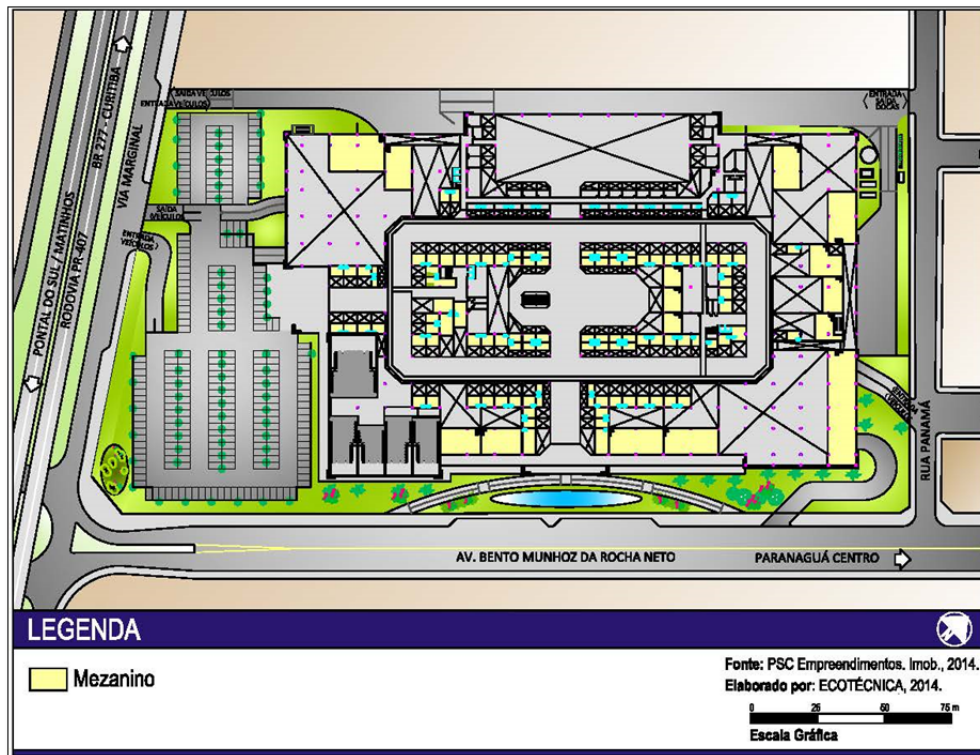 SAÍDA VEÍCULOS
ENTRADA VEÍCULOS
ENTRADA
SAÍDA
DOCAS
BR 277 - CURITIBA
VIA MARGINAL
PONTAL DO SUL / MATINHOS
RODOVIA PR-407
SAÍDA
VEÍCULOS
ENTRADA
VEÍCULOS
ENTRADA
VEÍCULOS
RUA PANAMÁ
AV. BENTO MUNHOZ DA ROCHA NETO
PARANAGUÁ CENTRO
LEGENDA
Mezanino
Fonte: PSC Empreendimentos. Imob., 2014.
Elaborado por: ECOTÉCNICA, 2014.
0 25 50 75 m
Escala Gráfica